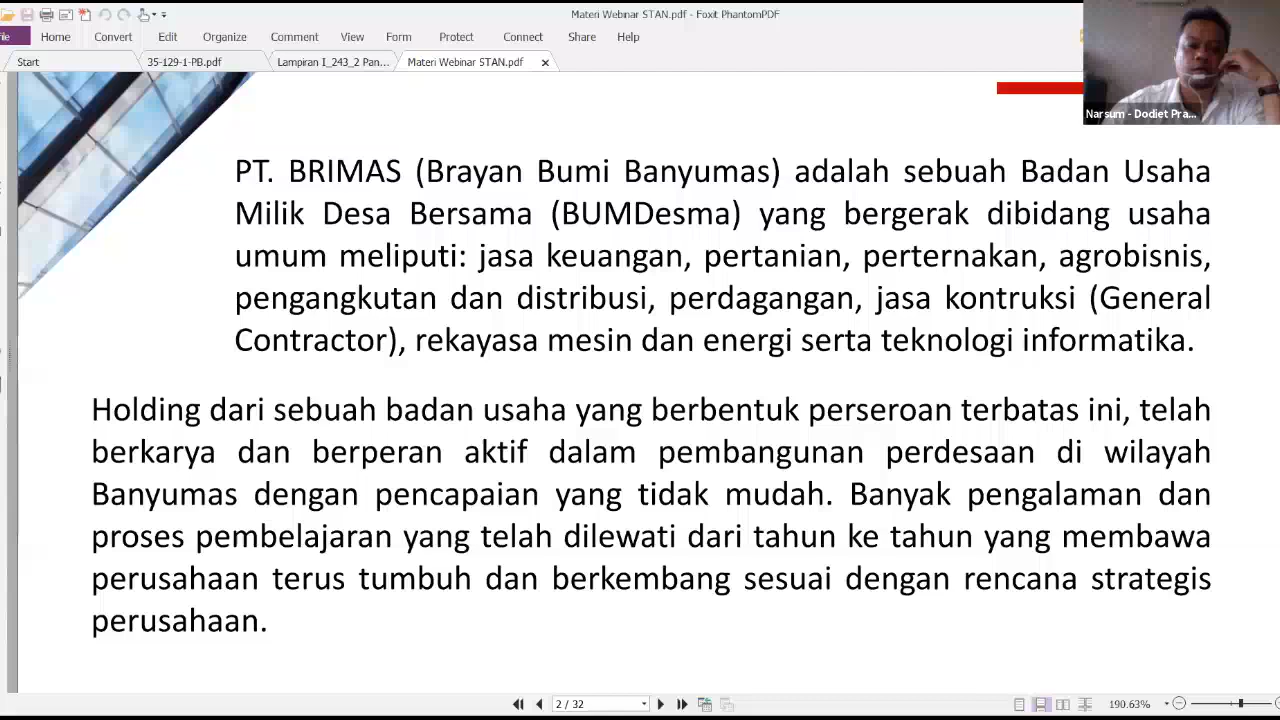 Materi Webinar STAN.pdf - Foxit PhantomPDF
Home Convert Edit Organize Comment View Form Protect Connect Share Help
Start 35-129-1-PB.pdf Lampiran I_243_2 Pan... Materi Webinar STAN.pdf
Narsum - Dodiet Pra...
PT. BRIMAS (Brayan Bumi Banyumas) adalah sebuah Badan Usaha
Milik Desa Bersama (BUMDesma) yang bergerak dibidang usaha
umum meliputi: jasa keuangan, pertanian, perternakan, agrobisnis,
pengangkutan dan distribusi, perdagangan, jasa kontruksi (General
Contractor), rekayasa mesin dan energi serta teknologi informatika.
Holding dari sebuah badan usaha yang berbentuk perseroan terbatas ini, telah
berkarya dan berperan aktif dalam pembangunan perdesaan di wilayah
Banyumas dengan pencapaian yang tidak mudah. Banyak pengalaman dan
proses pembelajaran yang telah dilewati dari tahun ke tahun yang membawa
perusahaan terus tumbuh dan berkembang sesuai dengan rencana strategis
perusahaan.
2 / 32
190.63%